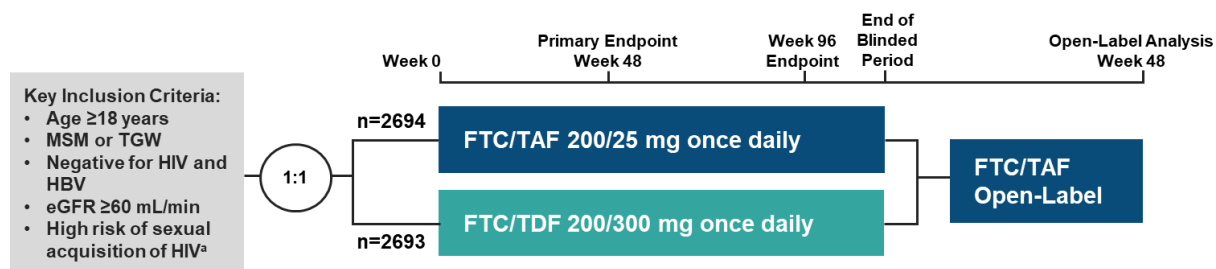 Key Inclusion Criteria:
• Age ≥18 years
• MSM or TGW
• Negative for HIV and
HBV
• eGFR ≥60 mL/min
• High risk of sexual
acquisition of HIVᵃ
1:1
n=2694
n=2693
Week 0
Primary Endpoint
Week 48
Week 96
Endpoint
End of
Blinded
Period
Open-Label Analysis
Week 48
FTC/TAF 200/25 mg once daily
FTC/TDF 200/300 mg once daily
FTC/TAF
Open-Label